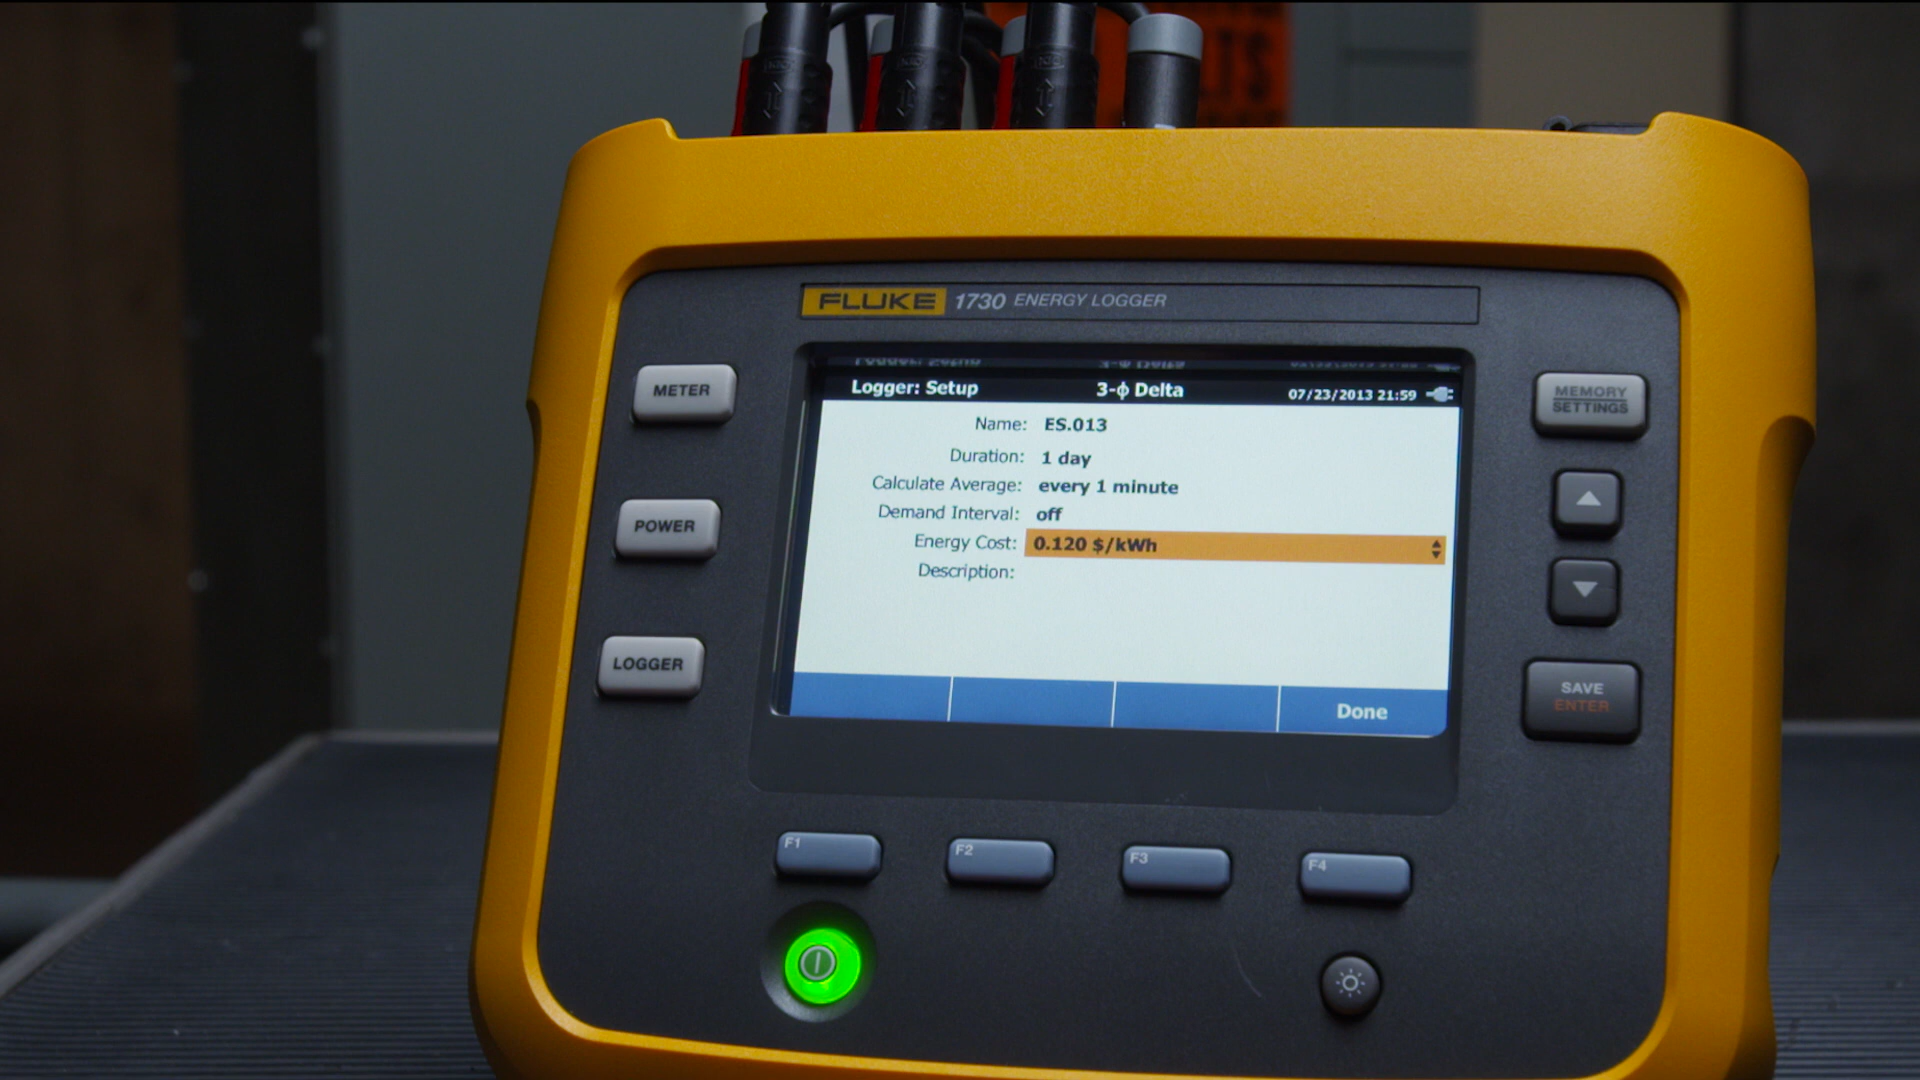 LTS
FLUKE 1730 ENERGY LOGGER
METER
POWER
LOGGER
Logger: Setup 3-ϕ Delta 07/23/2013 21:59
Name: ES.013
Duration: 1 day
Calculate Average: every 1 minute
Demand Interval: off
Energy Cost: 0.120 $/kWh
Description:
Done
MEMORY
SETTINGS
SAVE
ENTER
F1 F2 F3 F4